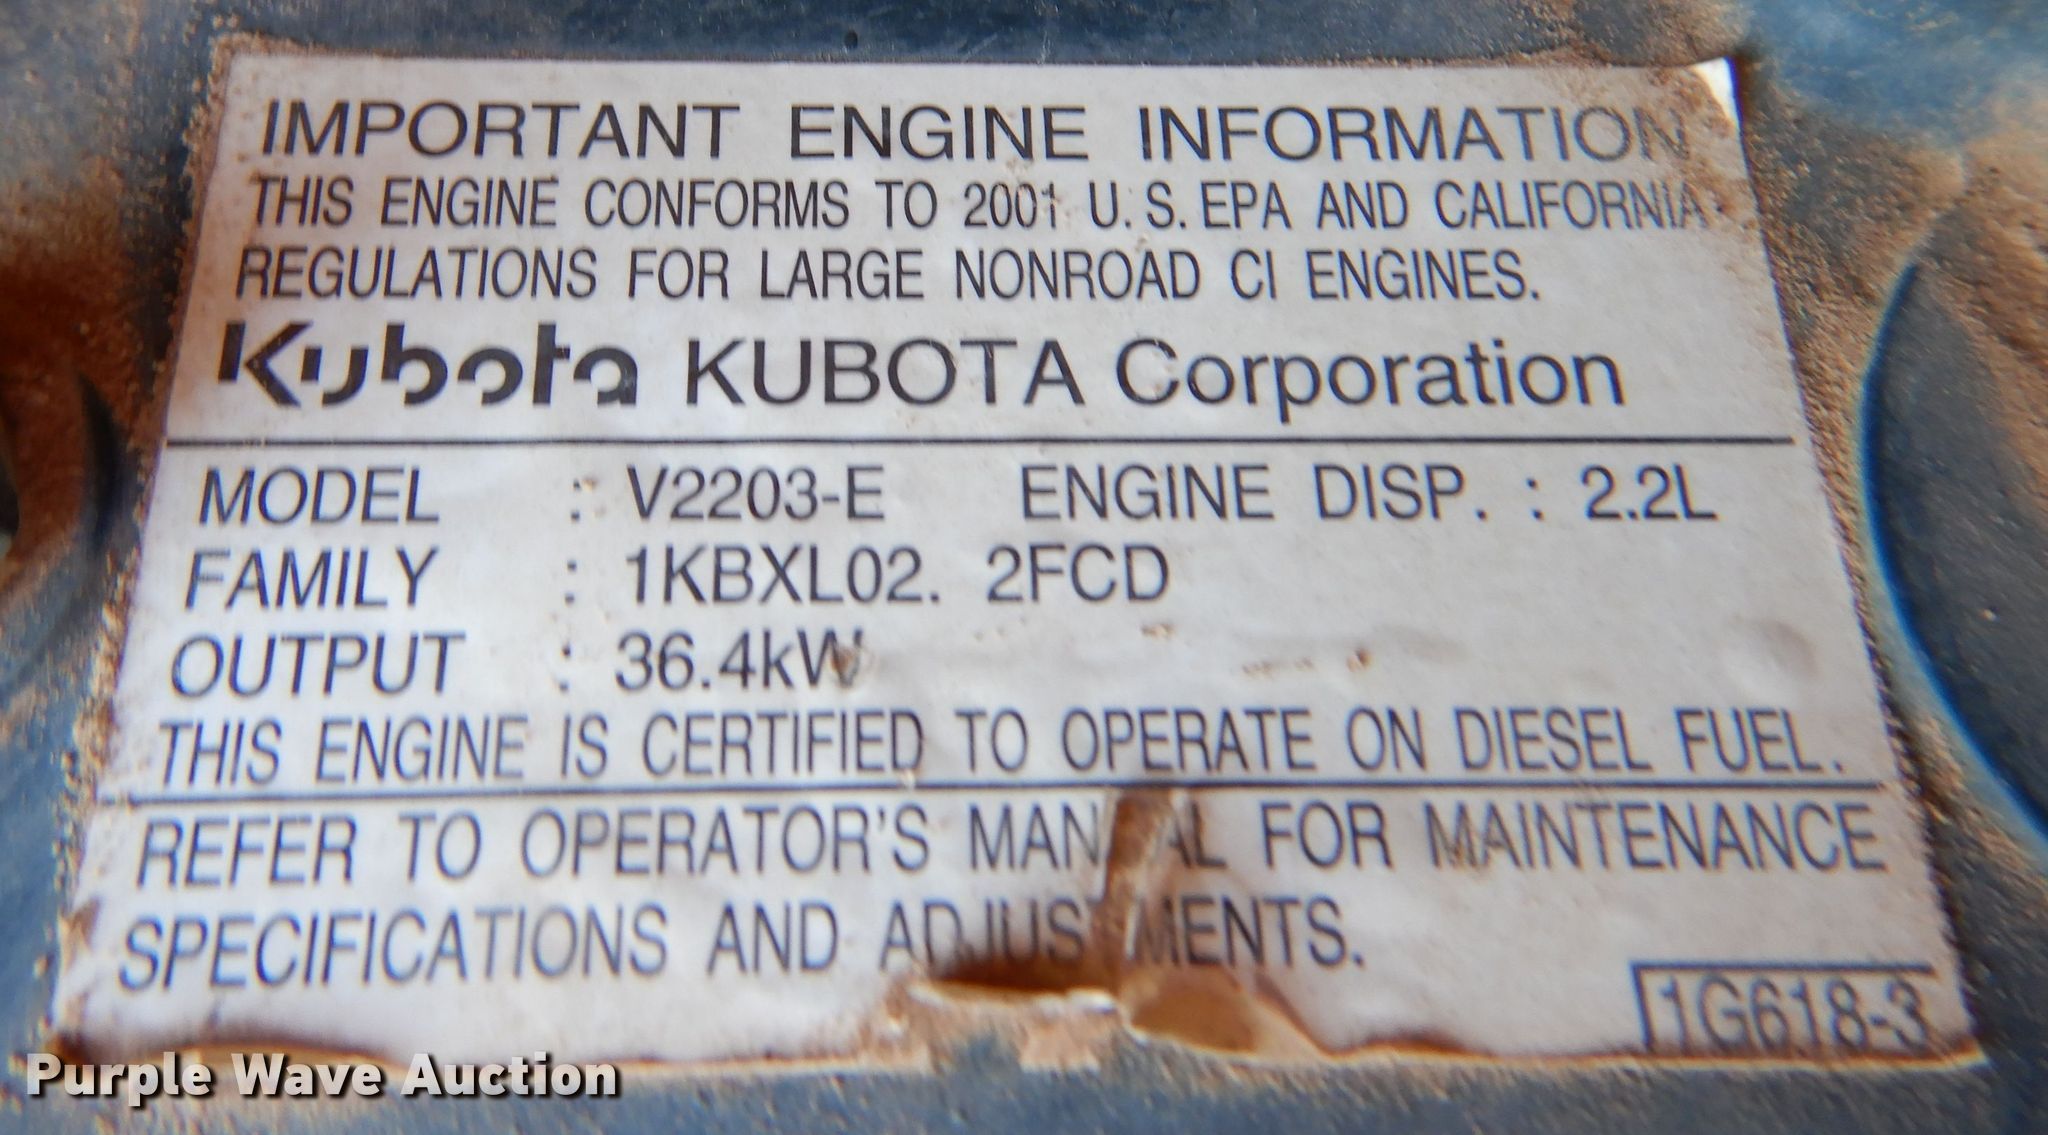 IMPORTANT ENGINE INFORMATION
THIS ENGINE CONFORMS TO 2001 U.S. EPA AND CALIFORNIA
REGULATIONS FOR LARGE NONROAD CI ENGINES.
Kubota KUBOTA Corporation
MODEL : V2203-E ENGINE DISP. : 2.2L
FAMILY : 1KBXL02. 2FCD
OUTPUT : 36.4kW
THIS ENGINE IS CERTIFIED TO OPERATE ON DIESEL FUEL.
REFER TO OPERATOR'S MANUAL FOR MAINTENANCE
SPECIFICATIONS AND ADJUSTMENTS.
1G618-3
Purple Wave Auction